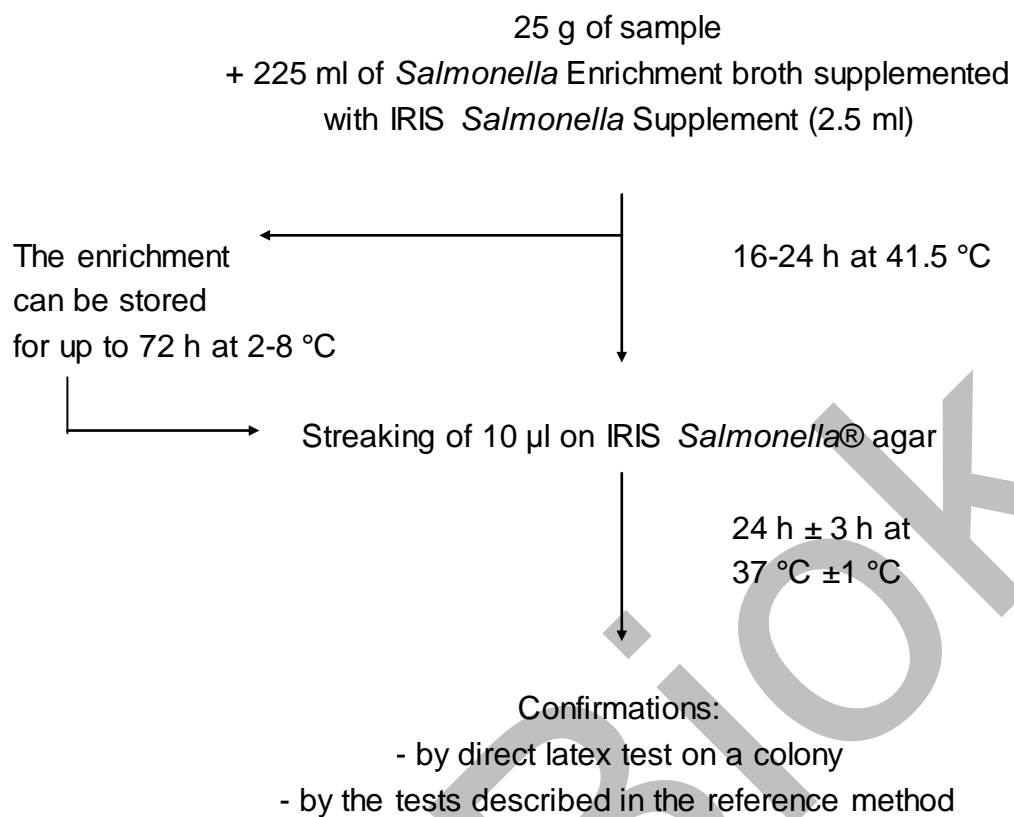 25 g of sample
+ 225 ml of Salmonella Enrichment broth supplemented
with IRIS Salmonella Supplement (2.5 ml)
The enrichment
can be stored
for up to 72 h at 2-8 °C
16-24 h at 41.5 °C
Streaking of 10 µl on IRIS Salmonella® agar
24 h ± 3 h at
37 °C ±1 °C
Confirmations:
- by direct latex test on a colony
- by the tests described in the reference method
Biok